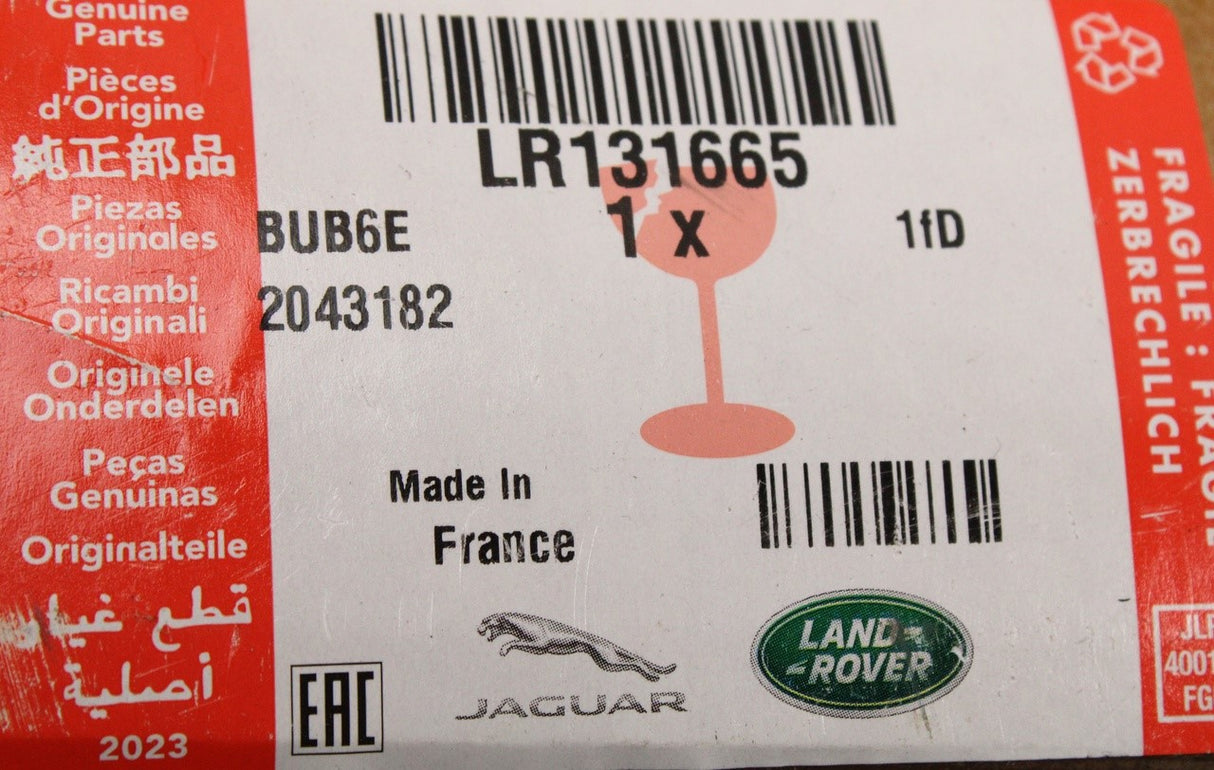 Genuine
Parts
Pièces
d'Origine
純正部品
Piezas
Originales
Ricambi
Originali
Originele
Onderdelen
Peças
Genuinas
Originalteile
قطع غيار
أصلية
2023
LR131665
BUB6E
1 x
1fD
2043182
Made In
France
EAC
JAGUAR
LAND-
-ROVER
FRAGILE : FRAGILE
ZERBRECHLICH
4001
FG